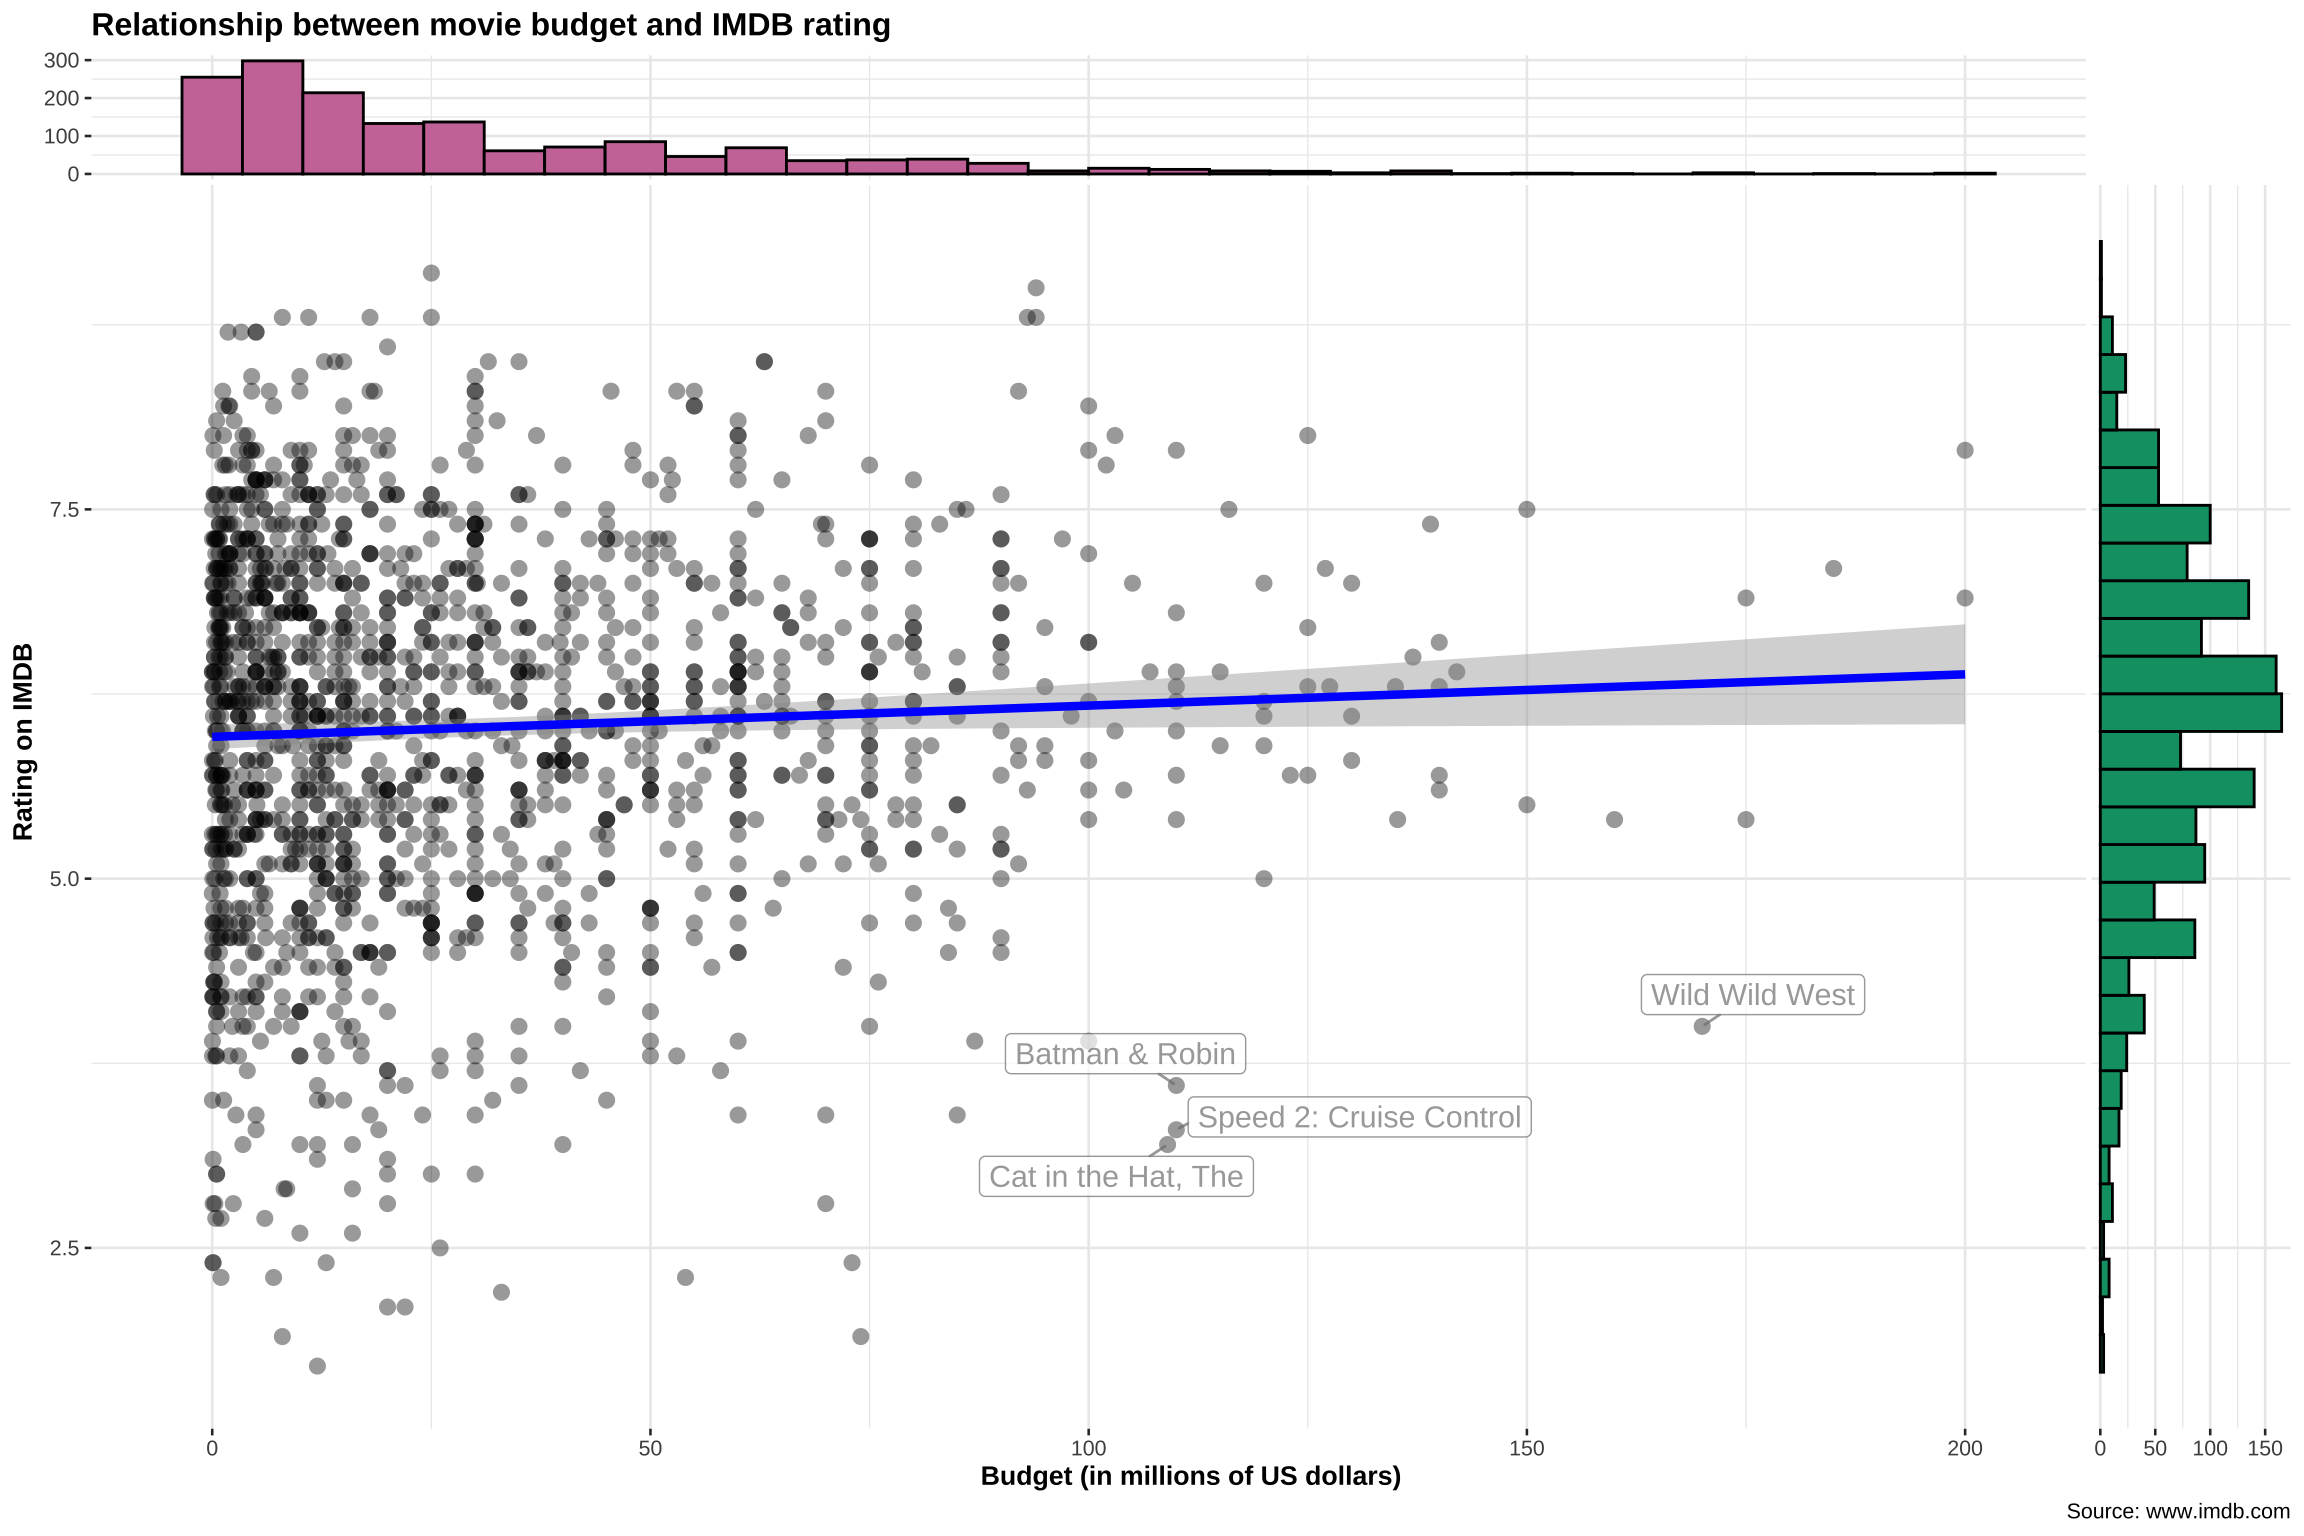 Relationship between movie budget and IMDB rating
300
200
100
0
7.5
5.0
2.5
Rating on IMDB
Wild Wild West
Batman & Robin
Speed 2: Cruise Control
Cat in the Hat, The
0 50 100 150 200
0 50 100 150
Budget (in millions of US dollars)
Source: www.imdb.com